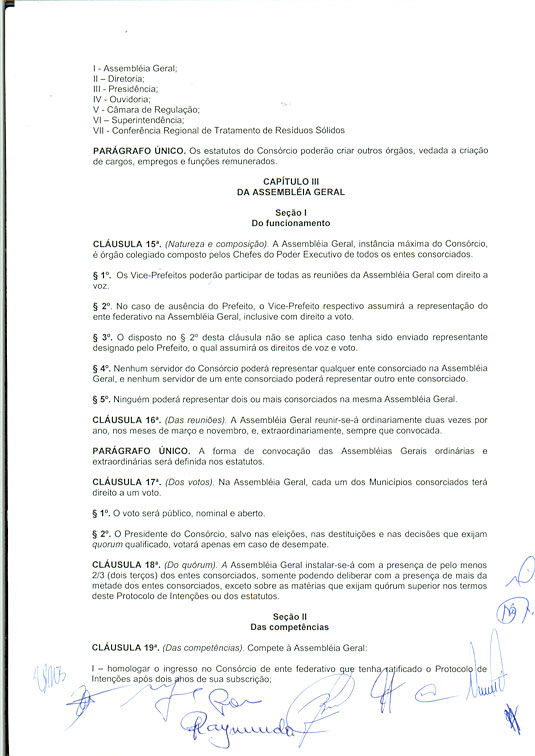 I - Assembléia Geral;
II – Diretoria;
III - Presidência;
IV - Ouvidoria;
V - Câmara de Regulação;
VI – Superintendência;
VII - Conferência Regional de Tratamento de Resíduos Sólidos
PARÁGRAFO ÚNICO. Os estatutos do Consórcio poderão criar outros órgãos, vedada a criação
de cargos, empregos e funções remunerados.
CAPÍTULO III
DA ASSEMBLÉIA GERAL
Seção I
Do funcionamento
CLÁUSULA 15ª. (Natureza e composição). A Assembléia Geral, instância máxima do Consórcio,
é órgão colegiado composto pelos Chefes do Poder Executivo de todos os entes consorciados.
§ 1º. Os Vice-Prefeitos poderão participar de todas as reuniões da Assembléia Geral com direito a
voz.
§ 2º. No caso de ausência do Prefeito, o Vice-Prefeito respectivo assumirá a representação do
ente federativo na Assembléia Geral, inclusive com direito a voto.
§ 3º. O disposto no § 2º desta cláusula não se aplica caso tenha sido enviado representante
designado pelo Prefeito, o qual assumirá os direitos de voz e voto.
§ 4º. Nenhum servidor do Consórcio poderá representar qualquer ente consorciado na Assembléia
Geral, e nenhum servidor de um ente consorciado poderá representar outro ente consorciado.
§ 5º. Ninguém poderá representar dois ou mais consorciados na mesma Assembléia Geral.
CLÁUSULA 16ª. (Das reuniões). A Assembléia Geral reunir-se-á ordinariamente duas vezes por
ano, nos meses de março e novembro, e, extraordinariamente, sempre que convocada.
PARÁGRAFO ÚNICO. A forma de convocação das Assembléias Gerais ordinárias e
extraordinárias será definida nos estatutos.
CLÁUSULA 17ª. (Dos votos). Na Assembléia Geral, cada um dos Municípios consorciados terá
direito a um voto.
§ 1º. O voto será público, nominal e aberto.
§ 2º. O Presidente do Consórcio, salvo nas eleições, nas destituições e nas decisões que exijam
quorum qualificado, votará apenas em caso de desempate.
CLÁUSULA 18ª. (Do quórum). A Assembléia Geral instalar-se-á com a presença de pelo menos
2/3 (dois terços) dos entes consorciados, somente podendo deliberar com a presença de mais da
metade dos entes consorciados, exceto sobre as matérias que exijam quórum superior nos termos
deste Protocolo de Intenções ou dos estatutos.
Seção II
Das competências
CLÁUSULA 19ª. (Das competências). Compete à Assembléia Geral:
I – homologar o ingresso no Consórcio de ente federativo que tenha ratificado o Protocolo de
Intenções após dois anos de sua subscrição;
Raymunda